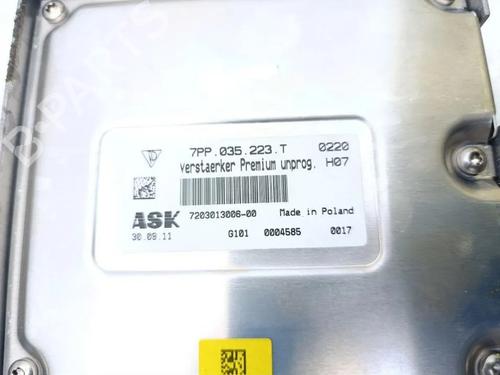 7PP.035.223.T 0220
Verstaerker Premium unprog. H07
ASK 7203013006-00 Made in Poland
30.09.11 G101 0004585 0017
B-PARTS